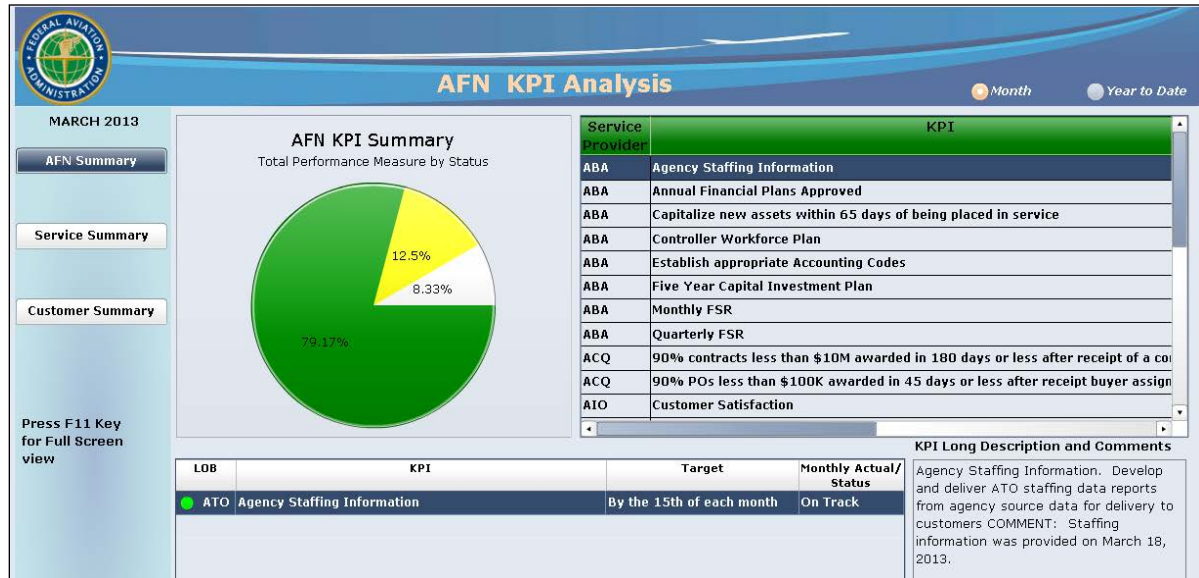 FEDERAL AVIATION
ADMINISTRATION
AFN KPI Analysis
Month
Year to Date
MARCH 2013
AFN Summary
Service Summary
Customer Summary
Press F11 Key
for Full Screen
view
AFN KPI Summary
Total Performance Measure by Status
12.5%
8.33%
79.17%
Service Provider KPI
ABA Agency Staffing Information
ABA Annual Financial Plans Approved
ABA Capitalize new assets within 65 days of being placed in service
ABA Controller Workforce Plan
ABA Establish appropriate Accounting Codes
ABA Five Year Capital Investment Plan
ABA Monthly FSR
ABA Quarterly FSR
ACQ 90% contracts less than $10M awarded in 180 days or less after receipt of a
ACQ 90% POs less than $100K awarded in 45 days or less after receipt buyer assign
AIO Customer Satisfaction
LOB KPI Target Monthly Actual/
Status
ATO Agency Staffing Information By the 15th of each month On Track
KPI Long Description and Comments
Agency Staffing Information. Develop
and deliver ATO staffing data reports
from agency source data for delivery to
customers COMMENT: Staffing
information was provided on March 18,
2013.